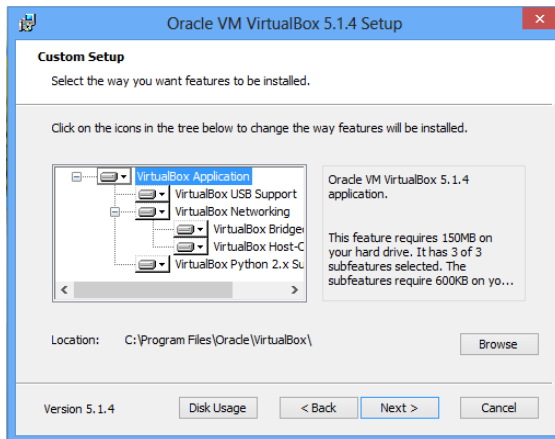 Oracle VM VirtualBox 5.1.4 Setup
Custom Setup
Select the way you want features to be installed.
Click on the icons in the tree below to change the way features will be installed.
VirtualBox Application
VirtualBox USB Support
VirtualBox Networking
VirtualBox Bridge
VirtualBox Host-C
VirtualBox Python 2.x Su
Oracle VM VirtualBox 5.1.4
application.
This feature requires 150MB on
your hard drive. It has 3 of 3
subfeatures selected. The
subfeatures require 600KB on yo...
Location: C:\Program Files\Oracle\VirtualBox\
Browse
Version 5.1.4
Disk Usage
< Back
Next >
Cancel